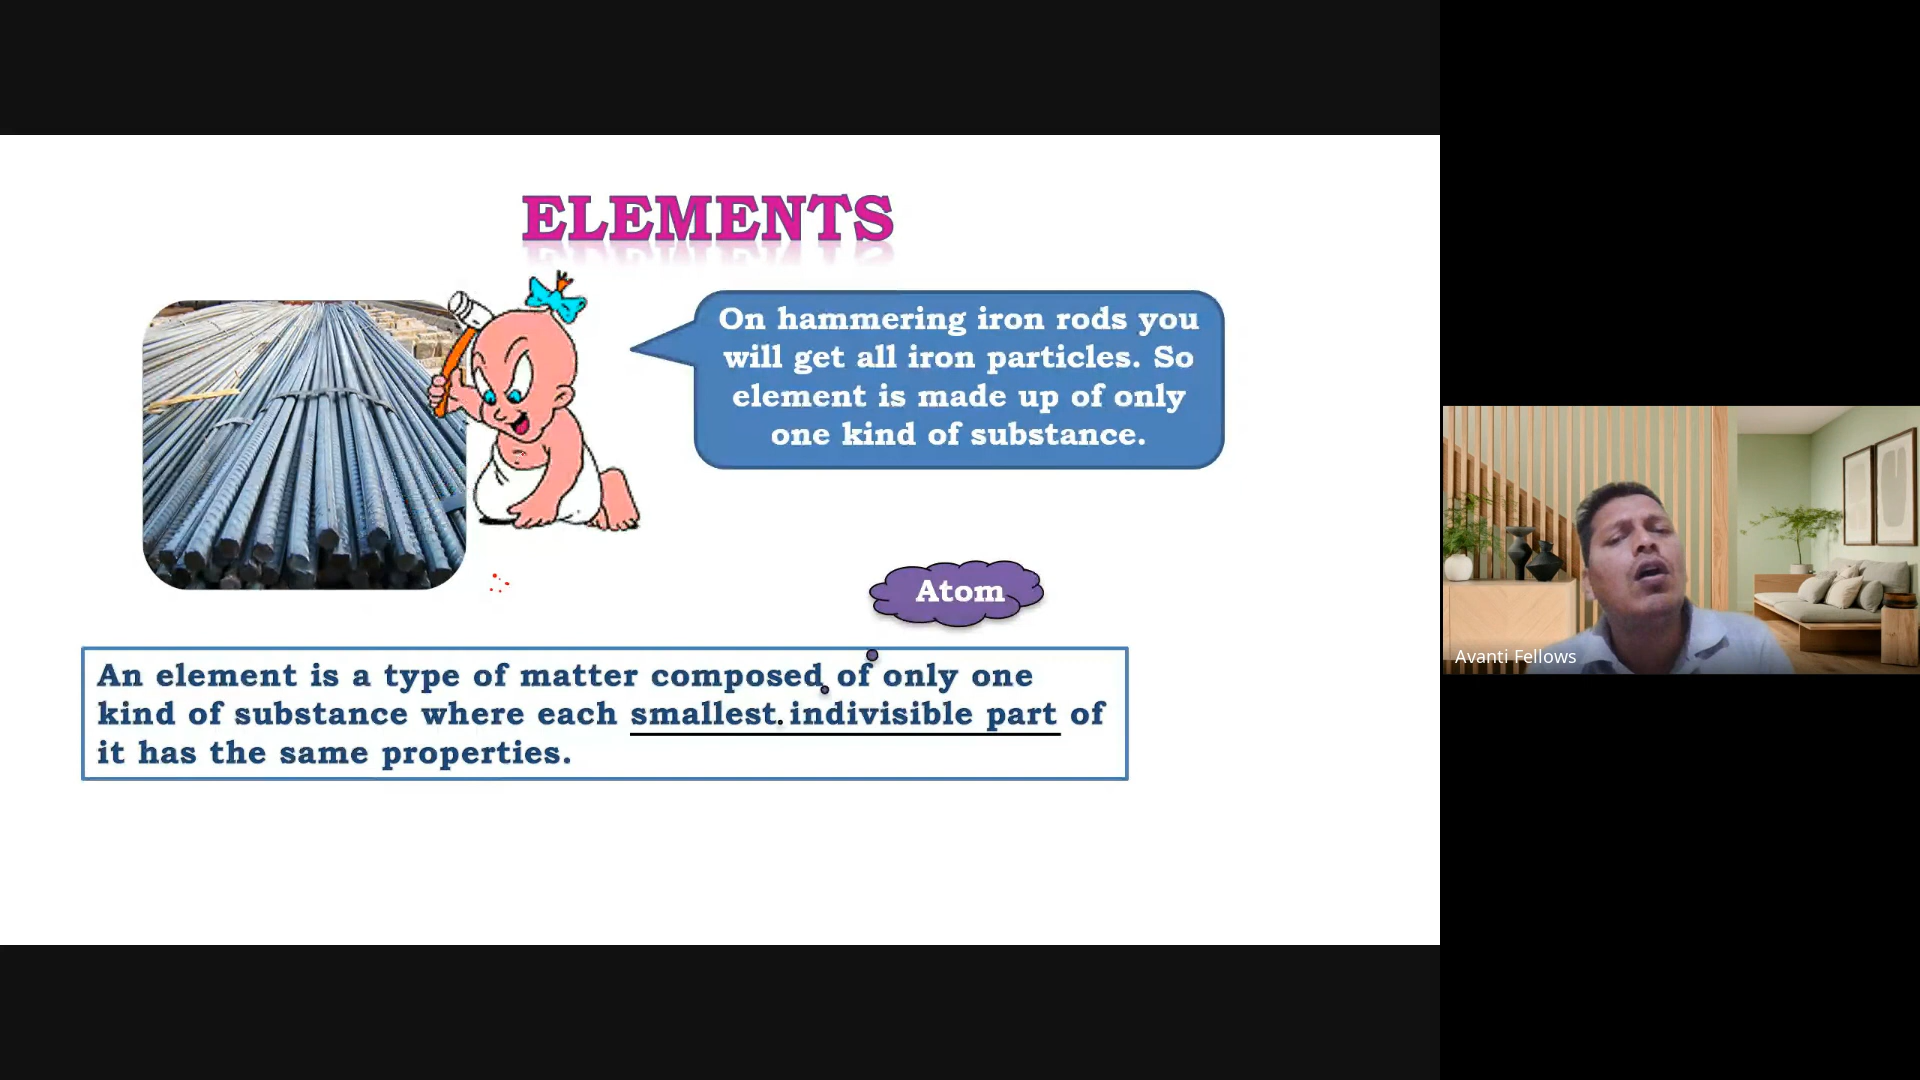 ELEMENTS
On hammering iron rods you
will get all iron particles. So
element is made up of only
one kind of substance.
Atom
An element is a type of matter composed of only one
kind of substance where each smallest indivisible part of
it has the same properties.
Avanti Fellows